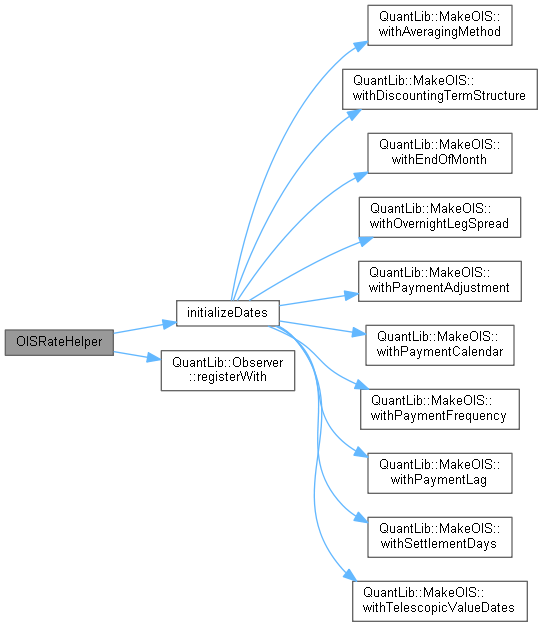 OISRateHelper
initializeDates
QuantLib::Observer
::registerWith
QuantLib::MakeOIS::
withAveragingMethod
QuantLib::MakeOIS::
withDiscountingTermStructure
QuantLib::MakeOIS::
withEndOfMonth
QuantLib::MakeOIS::
withOvernightLegSpread
QuantLib::MakeOIS::
withPaymentAdjustment
QuantLib::MakeOIS::
withPaymentCalendar
QuantLib::MakeOIS::
withPaymentFrequency
QuantLib::MakeOIS::
withPaymentLag
QuantLib::MakeOIS::
withSettlementDays
QuantLib::MakeOIS::
withTelescopicValueDates